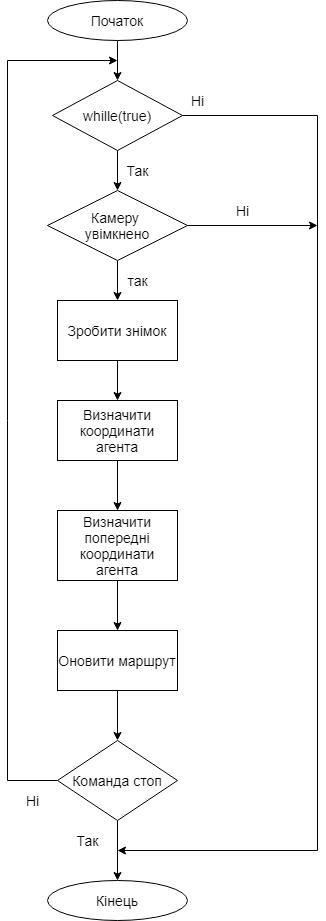 Початок
whille(true)
Ні
Так
Камеру
увімкнено
Ні
так
Зробити знімок
Визначити
координати
агента
Визначити
попередні
координати
агента
Оновити маршрут
Команда стоп
Ні
Так
Кінець